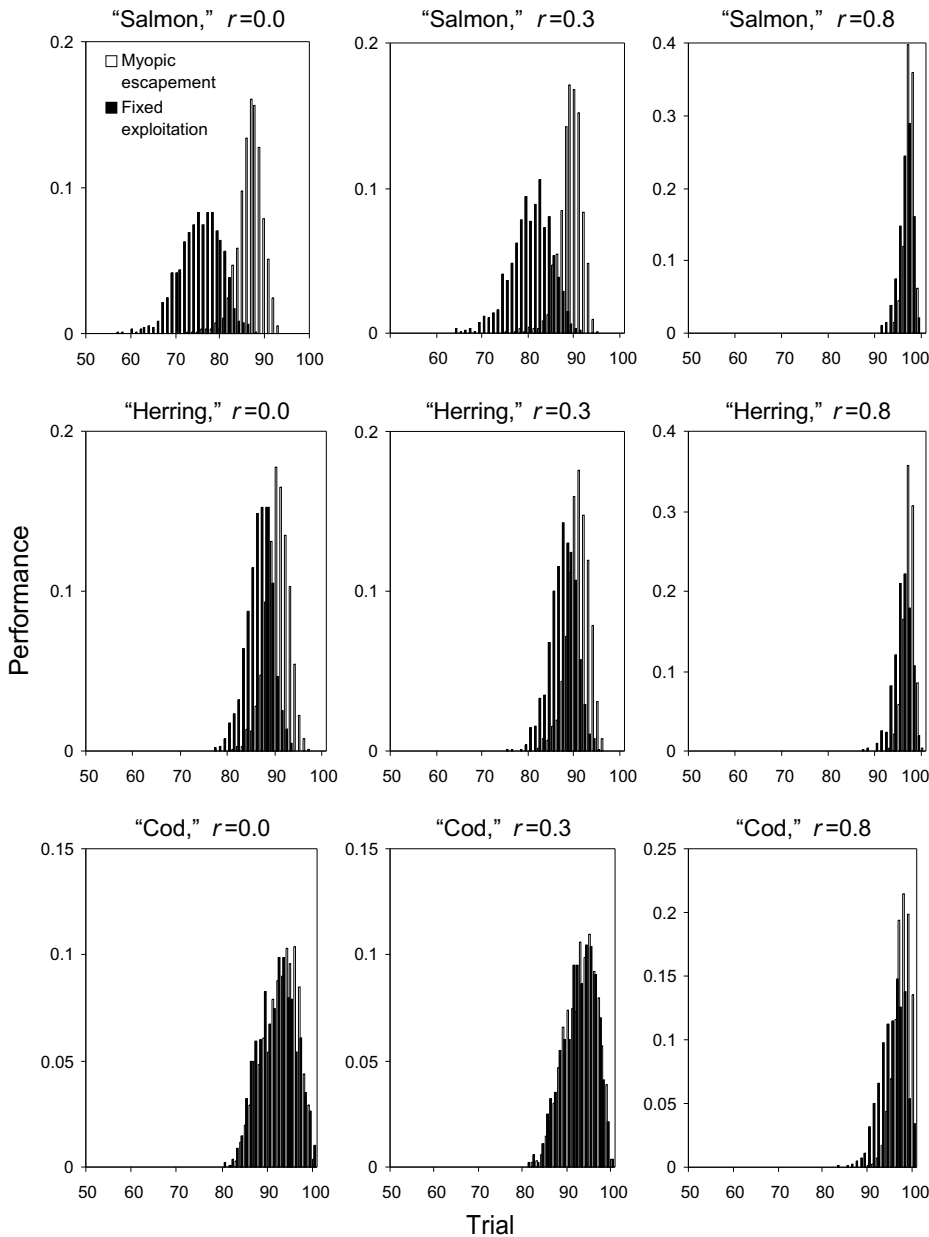 “Salmon,” r=0.0
“Salmon,” r=0.3
“Salmon,” r=0.8
0.2
0.1
0
50 60 70 80 90 100
Myopic
escapement
Fixed
exploitation
0.2
0.1
0
50 60 70 80 90 100
0.4
0.3
0.2
0.1
0
50 60 70 80 90 100
“Herring,” r=0.0
“Herring,” r=0.3
“Herring,” r=0.8
Performance
0.2
0.1
0
50 60 70 80 90 100
0.2
0.1
0
50 60 70 80 90 100
0.4
0.3
0.2
0.1
0
50 60 70 80 90 100
“Cod,” r=0.0
“Cod,” r=0.3
“Cod,” r=0.8
0.15
0.1
0.05
0
50 60 70 80 90 100
0.15
0.1
0.05
0
50 60 70 80 90 100
0.25
0.2
0.15
0.1
0.05
0
50 60 70 80 90 100
Trial